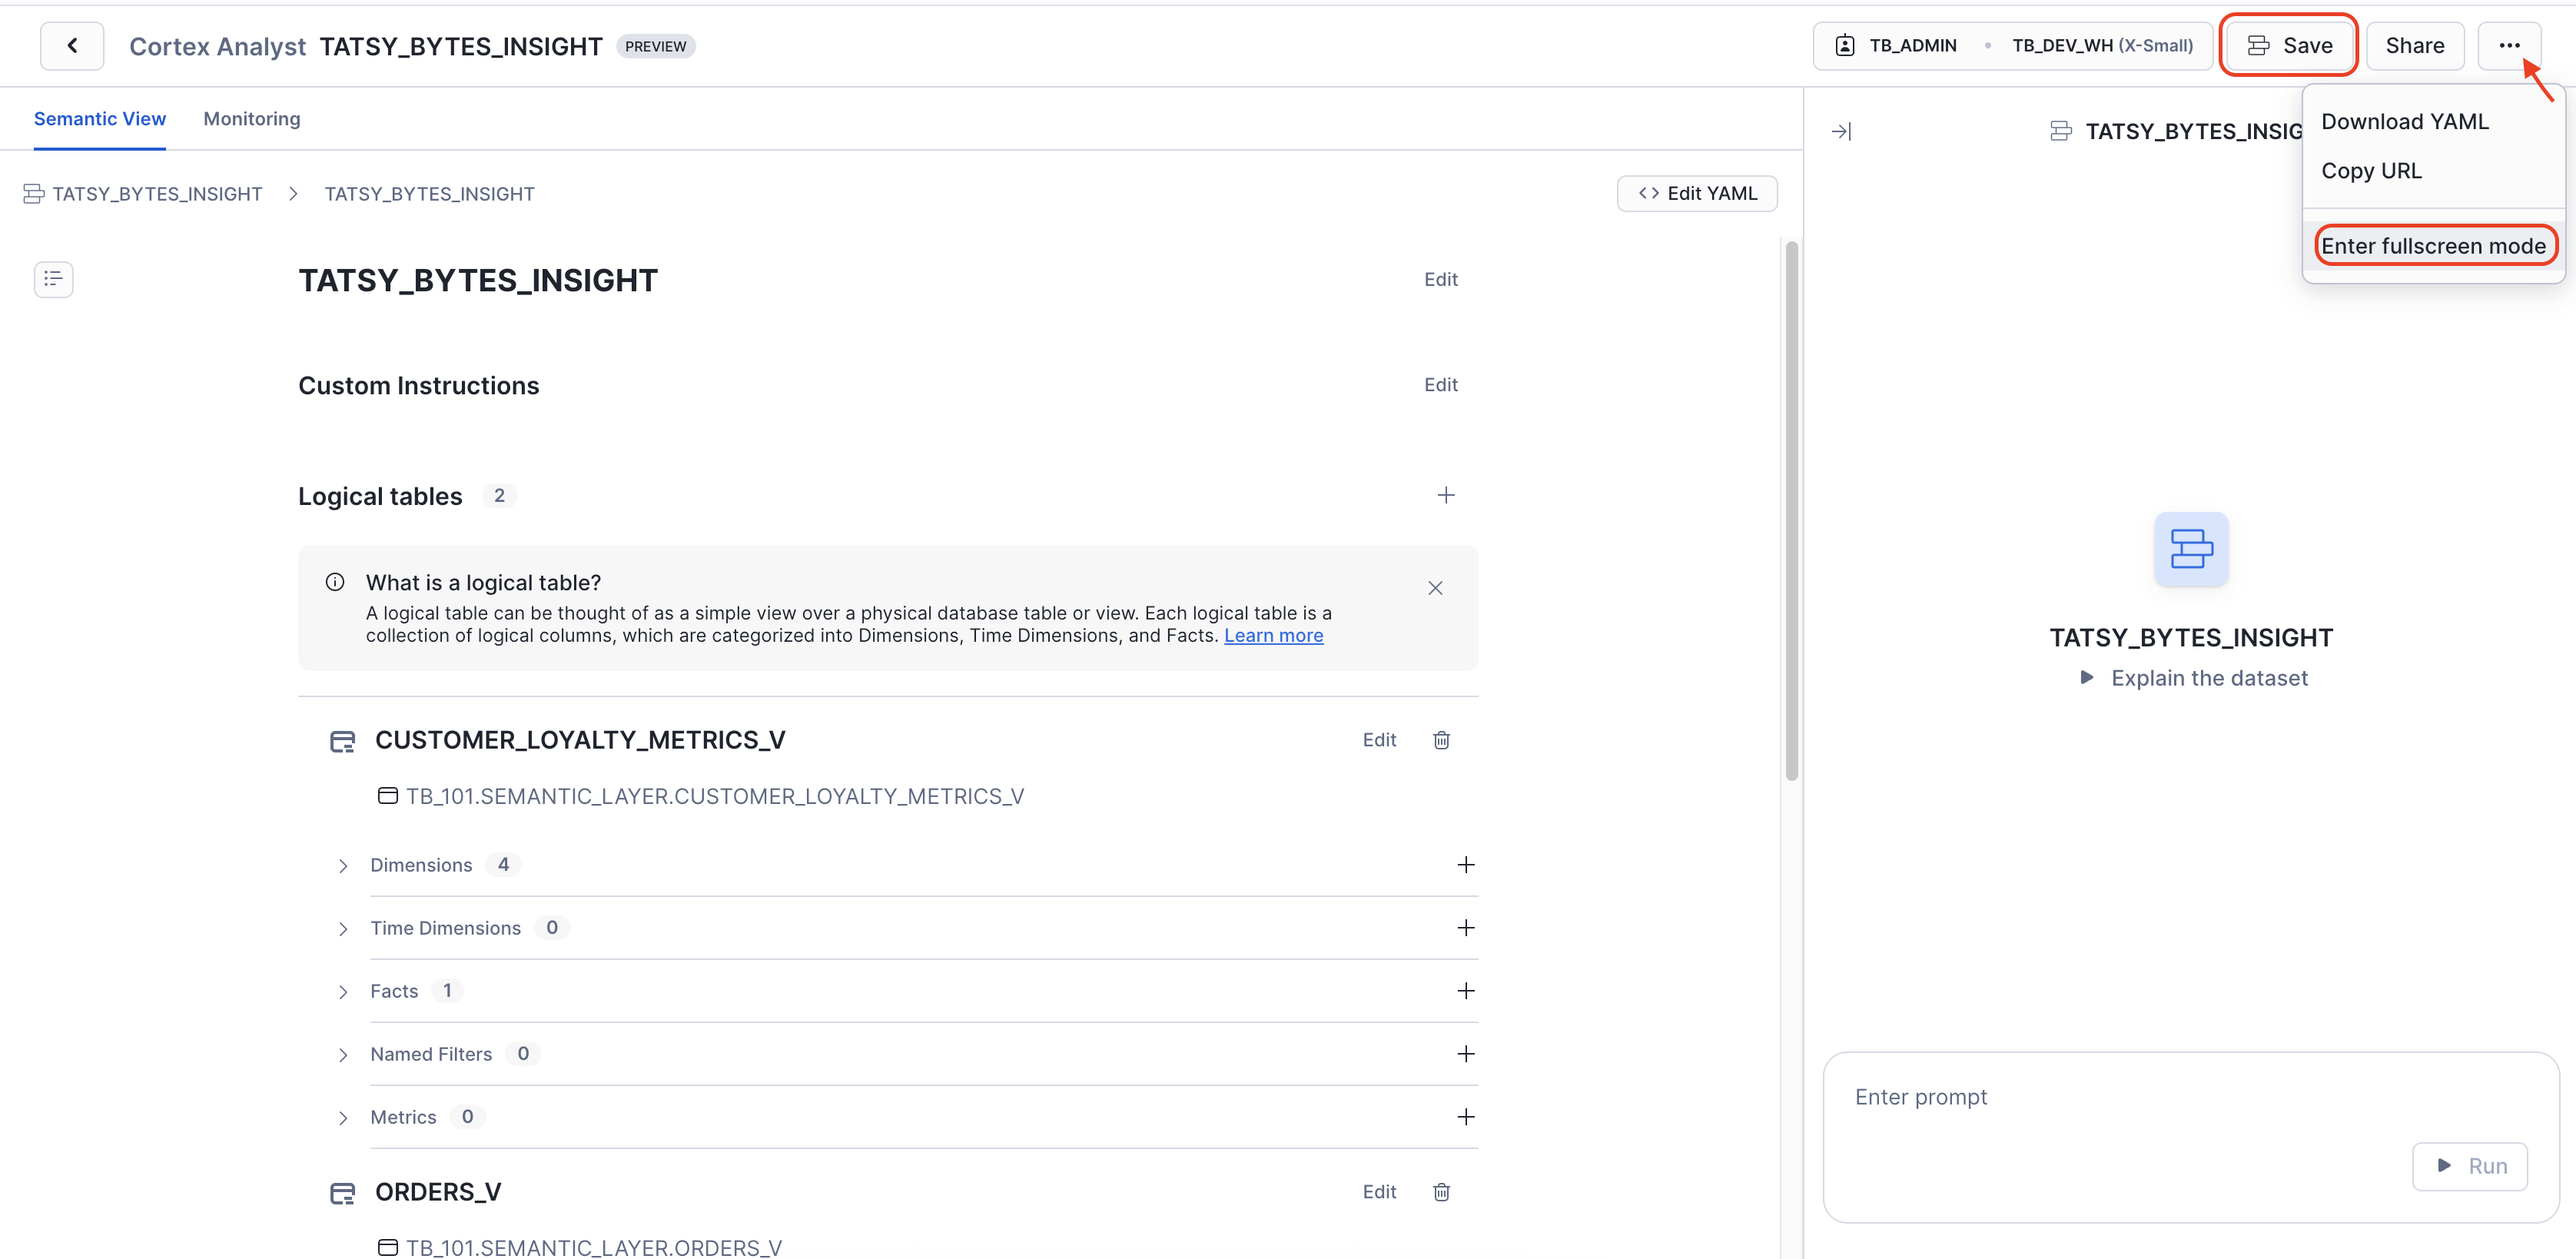 Cortex Analyst TATSY_BYTES_INSIGHT PREVIEW
TB_ADMIN • TB_DEV_WH (X-Small)
Save
Share
Semantic View
Monitoring
TATSY_BYTES_INSIG
Download YAML
Copy URL
Enter fullscreen mode
TATSY_BYTES_INSIGHT > TATSY_BYTES_INSIGHT
<> Edit YAML
TATSY_BYTES_INSIGHT
Edit
Custom Instructions
Edit
Logical tables 2
What is a logical table?
A logical table can be thought of as a simple view over a physical database table or view. Each logical table is a
collection of logical columns, which are categorized into Dimensions, Time Dimensions, and Facts. Learn more
CUSTOMER_LOYALTY_METRICS_V
Edit
TB_101.SEMANTIC_LAYER.CUSTOMER_LOYALTY_METRICS_V
Dimensions 4
Time Dimensions 0
Facts 1
Named Filters 0
Metrics 0
ORDERS_V
Edit
TB_101.SEMANTIC_LAYER.ORDERS_V
TATSY_BYTES_INSIGHT
Explain the dataset
Enter prompt
Run